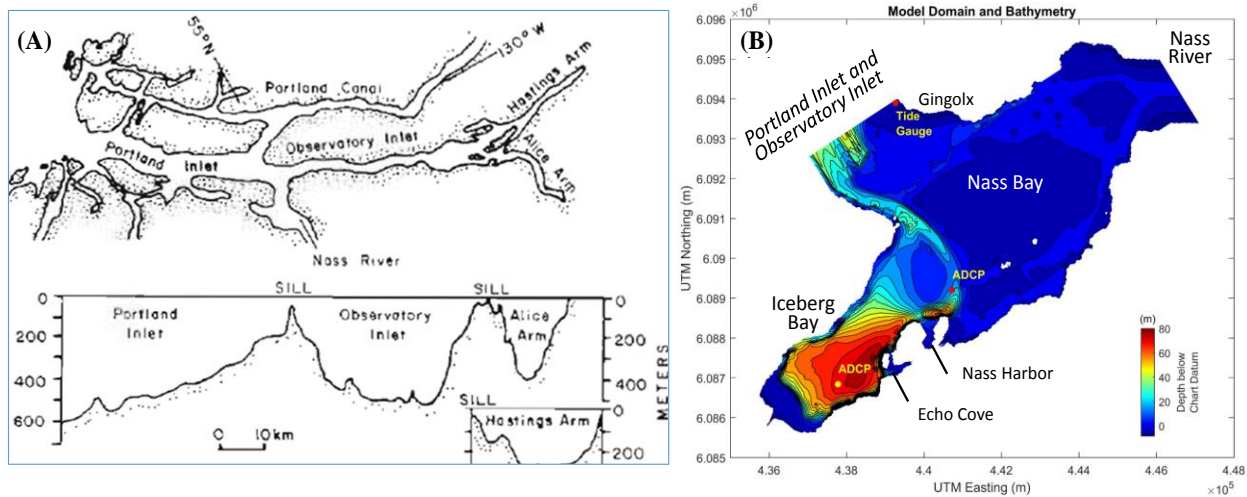 (A)
55°N
130°W
Portland Canal
Hastings Arm
Observatory Inlet
Portland
Inlet
Alice Arm
Nass River
SILL
SILL
0
200
400
600
Portland
Inlet
Observatory
Inlet
Alice
Arm
0
200
400
METERS
0 10 km
SILL
Hastings Arm
0
200
(B)
Model Domain and Bathymetry
×10⁶
6.096
6.095
6.094
6.093
6.092
6.091
6.09
6.089
6.088
6.087
6.086
6.085
UTM Northing (m)
Portland Inlet and
Observatory Inlet
Gingolx
Tide
Gauge
Nass
River
Nass Bay
ADCP
Iceberg
Bay
ADCP
Nass Harbor
Echo Cove
(m)
80
60
40
20
0
Depth below
Chart Datum
4.36
4.38
4.4
4.42
4.44
4.46
4.48
×10⁵
UTM Easting (m)